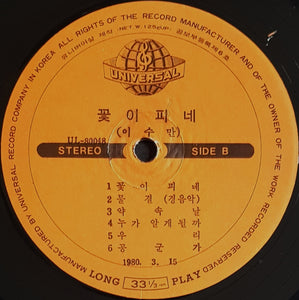 MANUFACTURED BY UNIVERSAL RECORD COMPANY IN KOREA ALL RIGHTS OF THE RECORD MANUFACTURER AND OF THE OWNER OF THE WORK RECORDED RESERVED
UNIVERSAL
꽃이피네
(이수만)
UL-80048
STEREO
SIDE B
1 꽃이피네
2 물결 (경음악)
3 약속날
4 누가알게될까
5 우리
6 공군가
1980. 3. 15
LONG 33⅓ PLAY